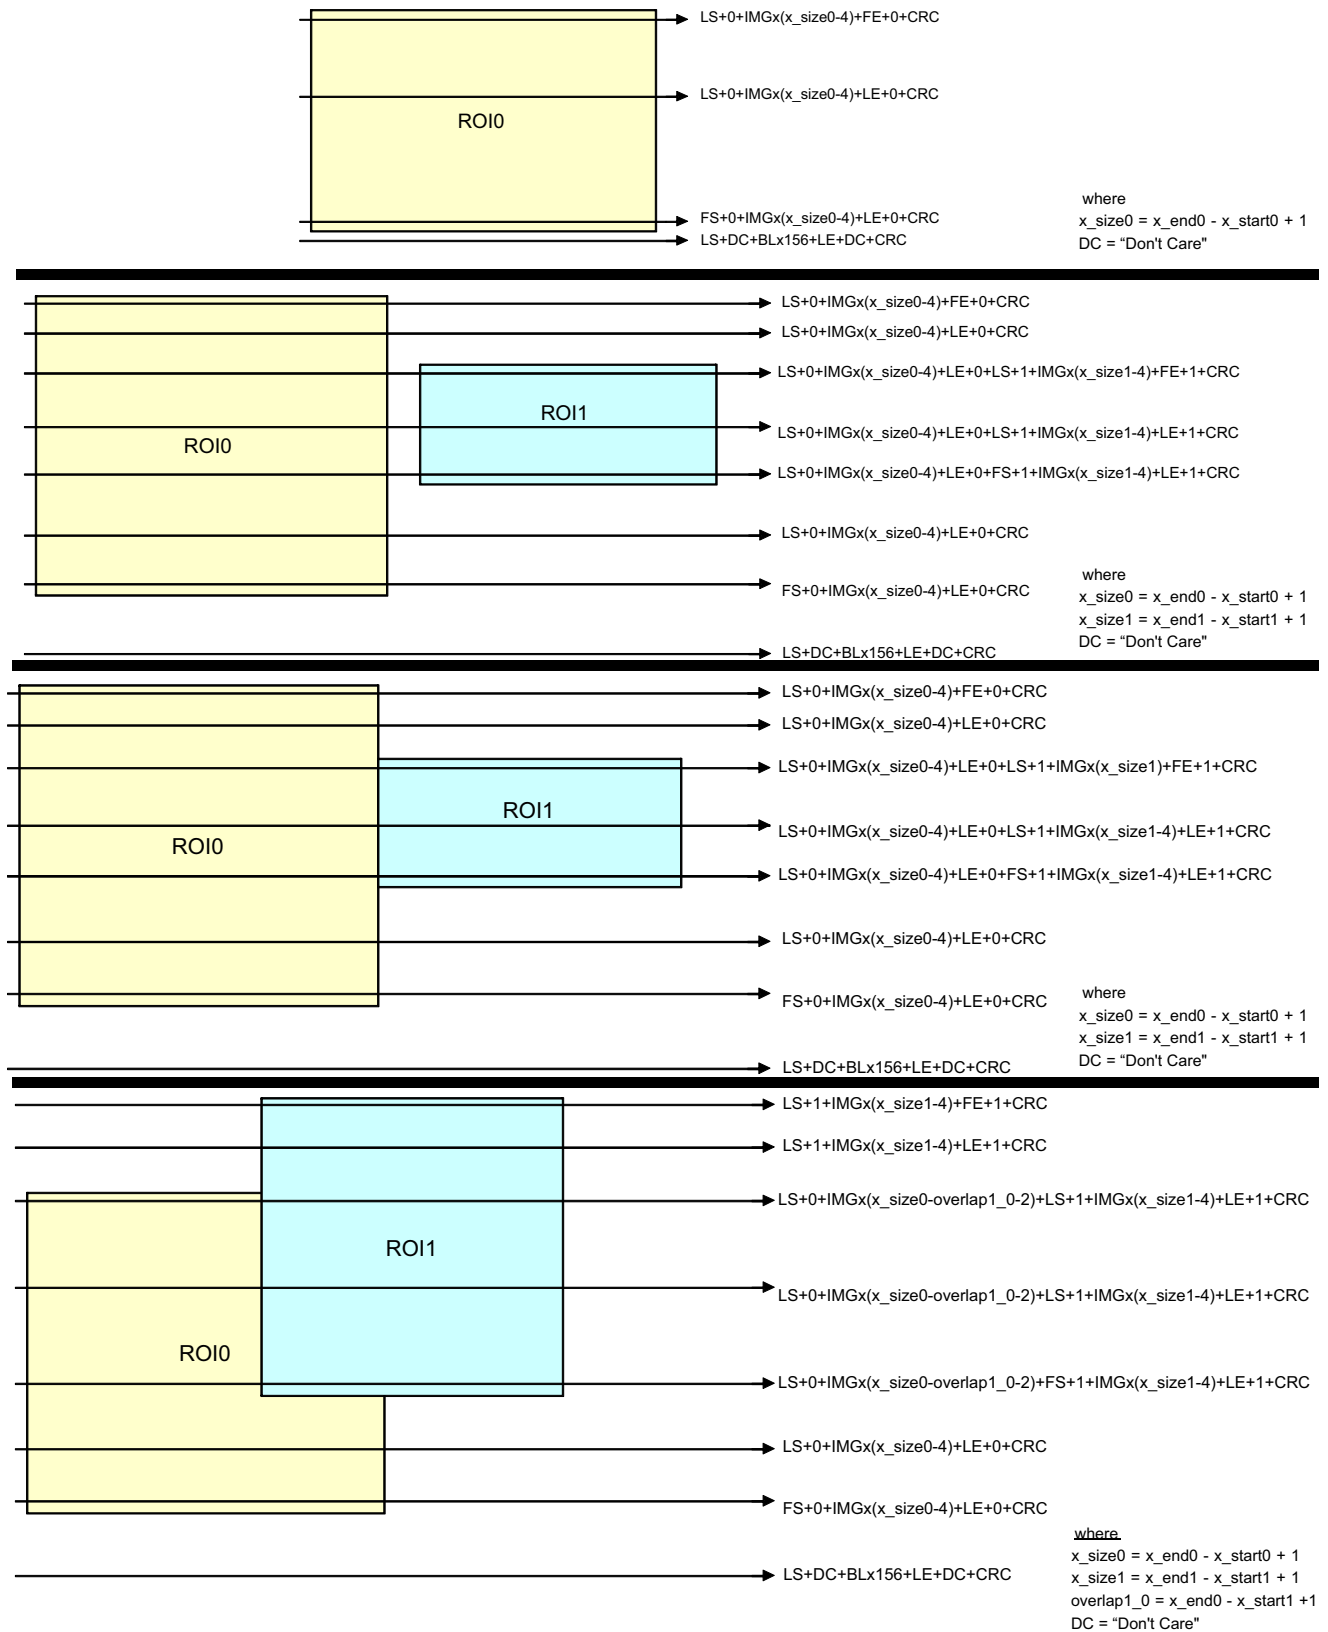 LS+0+IMGx(x_size0-4)+FE+0+CRC
LS+0+IMGx(x_size0-4)+LE+0+CRC
ROI0
where
FS+0+IMGx(x_size0-4)+LE+0+CRC
x_size0 = x_end0 - x_start0 + 1
LS+DC+BLx156+LE+DC+CRC
DC = “Don't Care"
LS+0+IMGx(x_size0-4)+FE+0+CRC
LS+0+IMGx(x_size0-4)+LE+0+CRC
LS+0+IMGx(x_size0-4)+LE+0+LS+1+IMGx(x_size1-4)+FE+1+CRC
ROI1
LS+0+IMGx(x_size0-4)+LE+0+LS+1+IMGx(x_size1-4)+LE+1+CRC
ROI0
LS+0+IMGx(x_size0-4)+LE+0+FS+1+IMGx(x_size1-4)+LE+1+CRC
LS+0+IMGx(x_size0-4)+LE+0+CRC
where
FS+0+IMGx(x_size0-4)+LE+0+CRC
x_size0 = x_end0 - x_start0 + 1
x_size1 = x_end1 - x_start1 + 1
DC = “Don't Care"
LS+DC+BLx156+LE+DC+CRC
LS+0+IMGx(x_size0-4)+FE+0+CRC
LS+0+IMGx(x_size0-4)+LE+0+CRC
LS+0+IMGx(x_size0-4)+LE+0+LS+1+IMGx(x_size1)+FE+1+CRC
ROI1
LS+0+IMGx(x_size0-4)+LE+0+LS+1+IMGx(x_size1-4)+LE+1+CRC
ROI0
LS+0+IMGx(x_size0-4)+LE+0+FS+1+IMGx(x_size1-4)+LE+1+CRC
LS+0+IMGx(x_size0-4)+LE+0+CRC
where
FS+0+IMGx(x_size0-4)+LE+0+CRC
x_size0 = x_end0 - x_start0 + 1
x_size1 = x_end1 - x_start1 + 1
DC = “Don't Care"
LS+DC+BLx156+LE+DC+CRC
LS+1+IMGx(x_size1-4)+FE+1+CRC
LS+1+IMGx(x_size1-4)+LE+1+CRC
LS+0+IMGx(x_size0-overlap1_0-2)+LS+1+IMGx(x_size1-4)+LE+1+CRC
ROI1
LS+0+IMGx(x_size0-overlap1_0-2)+LS+1+IMGx(x_size1-4)+LE+1+CRC
ROI0
LS+0+IMGx(x_size0-overlap1_0-2)+FS+1+IMGx(x_size1-4)+LE+1+CRC
LS+0+IMGx(x_size0-4)+LE+0+CRC
FS+0+IMGx(x_size0-4)+LE+0+CRC
where
x_size0 = x_end0 - x_start0 + 1
LS+DC+BLx156+LE+DC+CRC
x_size1 = x_end1 - x_start1 + 1
overlap1_0 = x_end0 - x_start1 +1
DC = “Don't Care"